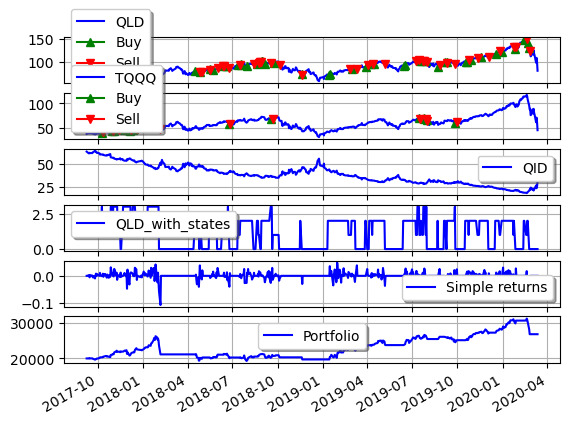 QLD
Buy
Sell
150
100
TQQQ
Buy
Sell
100
50
QID
50
25
QLD_with_states
2.5
0.0
Simple returns
0.0
−0.1
Portfolio
30000
20000
2017-10
2018-01
2018-04
2018-07
2018-10
2019-01
2019-04
2019-07
2019-10
2020-01
2020-04